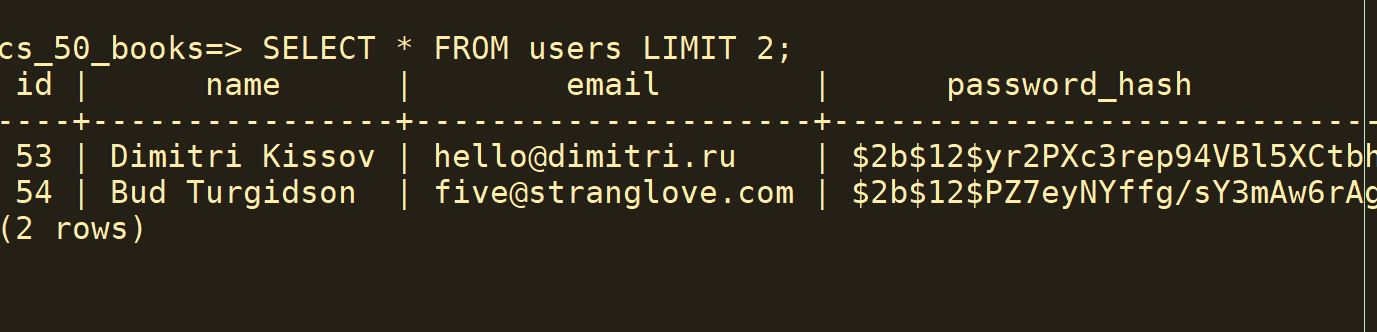 cs_50_books=> SELECT * FROM users LIMIT 2;
 id |      name      |        email        |      password_hash
----+----------------+---------------------+-----------------------------
 53 | Dimitri Kissov | hello@dimitri.ru    | $2b$12$yr2PXc3rep94VBl5XCtbh
 54 | Bud Turgidson  | five@stranglove.com | $2b$12$PZ7eyNYffg/sY3mAw6rAg
(2 rows)